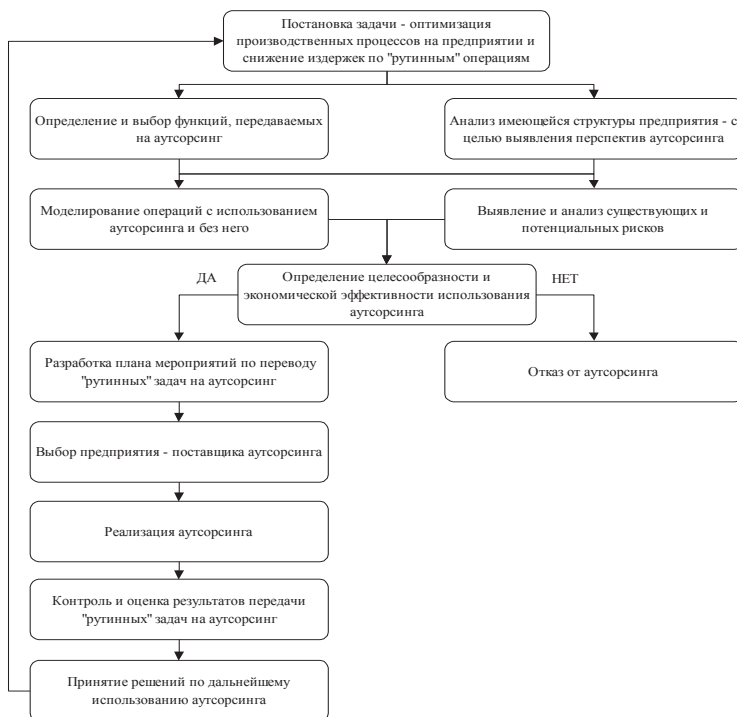 Постановка задачи - оптимизация
производственных процессов на предприятии и
снижение издержек по "рутинным" операциям
Определение и выбор функций, передаваемых
на аутсорсинг
Анализ имеющейся структуры предприятия - с
целью выявления перспектив аутсорсинга
Моделирование операций с использованием
аутсорсинга и без него
Выявление и анализ существующих и
потенциальных рисков
ДА
Определение целесообразности и
экономической эффективности использования
аутсорсинга
НЕТ
Разработка плана мероприятий по переводу
"рутинных" задач на аутсорсинг
Отказ от аутсорсинга
Выбор предприятия - поставщика аутсорсинга
Реализация аутсорсинга
Контроль и оценка результатов передачи
"рутинных" задач на аутсорсинг
Принятие решений по дальнейшему
использованию аутсорсинга